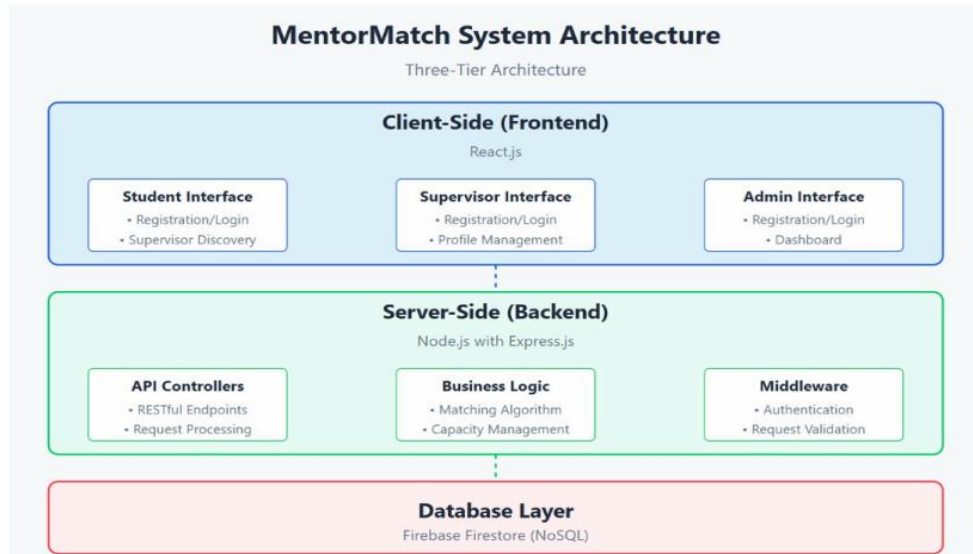 MentorMatch System Architecture
Three-Tier Architecture
Client-Side (Frontend)
React.js
Student Interface
• Registration/Login
• Supervisor Discovery
Supervisor Interface
• Registration/Login
• Profile Management
Admin Interface
• Registration/Login
• Dashboard
Server-Side (Backend)
Node.js with Express.js
API Controllers
• RESTful Endpoints
• Request Processing
Business Logic
• Matching Algorithm
• Capacity Management
Middleware
• Authentication
• Request Validation
Database Layer
Firebase Firestore (NoSQL)